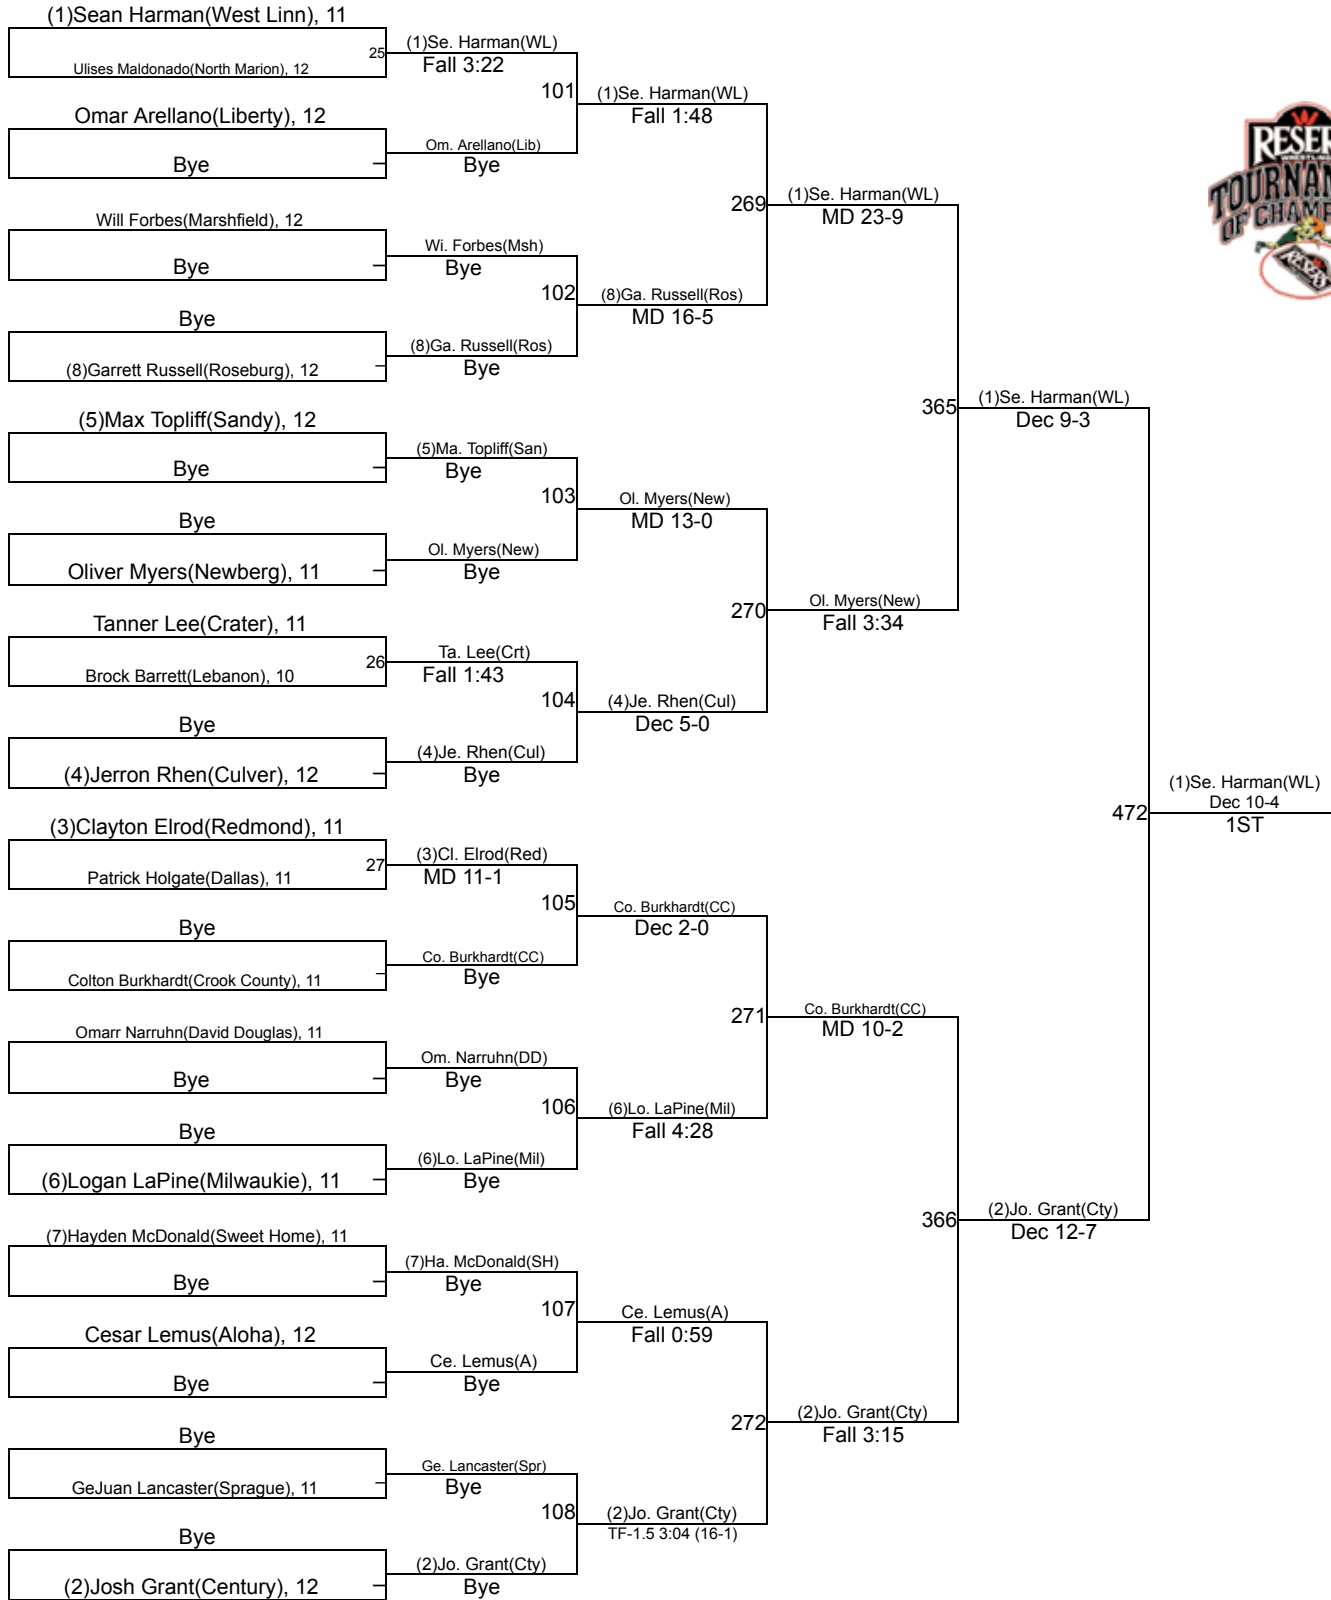 (1)Sean Harman(West Linn), 11
25
Ulises Maldonado(North Marion), 12
Omar Arellano(Liberty), 12
Bye
Will Forbes(Marshfield), 12
Bye
Bye
(8)Garrett Russell(Roseburg), 12
(5)Max Topliff(Sandy), 12
Bye
Bye
Oliver Myers(Newberg), 11
Tanner Lee(Crater), 11
26
Brock Barrett(Lebanon), 10
Bye
(4)Jerron Rhen(Culver), 12
(3)Clayton Elrod(Redmond), 11
27
Patrick Holgate(Dallas), 11
Bye
Colton Burkhardt(Crook County), 11
Omarr Narruhn(David Douglas), 11
Bye
Bye
(6)Logan LaPine(Milwaukie), 11
(7)Hayden McDonald(Sweet Home), 11
Bye
Cesar Lemus(Aloha), 12
Bye
Bye
GeJuan Lancaster(Sprague), 11
Bye
(2)Josh Grant(Century), 12
(1)Se. Harman(WL)
Fall 3:22
101
Om. Arellano(Lib)
Bye
Wi. Forbes(Msh)
Bye
102
(8)Ga. Russell(Ros)
Bye
(5)Ma. Topliff(San)
Bye
103
Ol. Myers(New)
Bye
Ta. Lee(Crt)
Fall 1:43
104
(4)Je. Rhen(Cul)
Bye
(3)Cl. Elrod(Red)
MD 11-1
105
Co. Burkhardt(CC)
Bye
Om. Narruhn(DD)
Bye
106
(6)Lo. LaPine(Mil)
Bye
(7)Ha. McDonald(SH)
Bye
107
Ce. Lemus(A)
Bye
Ge. Lancaster(Spr)
Bye
108
(2)Jo. Grant(Cty)
Bye
(1)Se. Harman(WL)
Fall 1:48
269
(8)Ga. Russell(Ros)
MD 16-5
Ol. Myers(New)
MD 13-0
270
(4)Je. Rhen(Cul)
Dec 5-0
Co. Burkhardt(CC)
Dec 2-0
271
(6)Lo. LaPine(Mil)
Fall 4:28
Ce. Lemus(A)
Fall 0:59
272
(2)Jo. Grant(Cty)
TF-1.5 3:04 (16-1)
(1)Se. Harman(WL)
MD 23-9
365
Ol. Myers(New)
Fall 3:34
Co. Burkhardt(CC)
MD 10-2
366
(2)Jo. Grant(Cty)
Fall 3:15
(1)Se. Harman(WL)
Dec 9-3
472
(2)Jo. Grant(Cty)
Dec 12-7
(1)Se. Harman(WL)
Dec 10-4
1ST